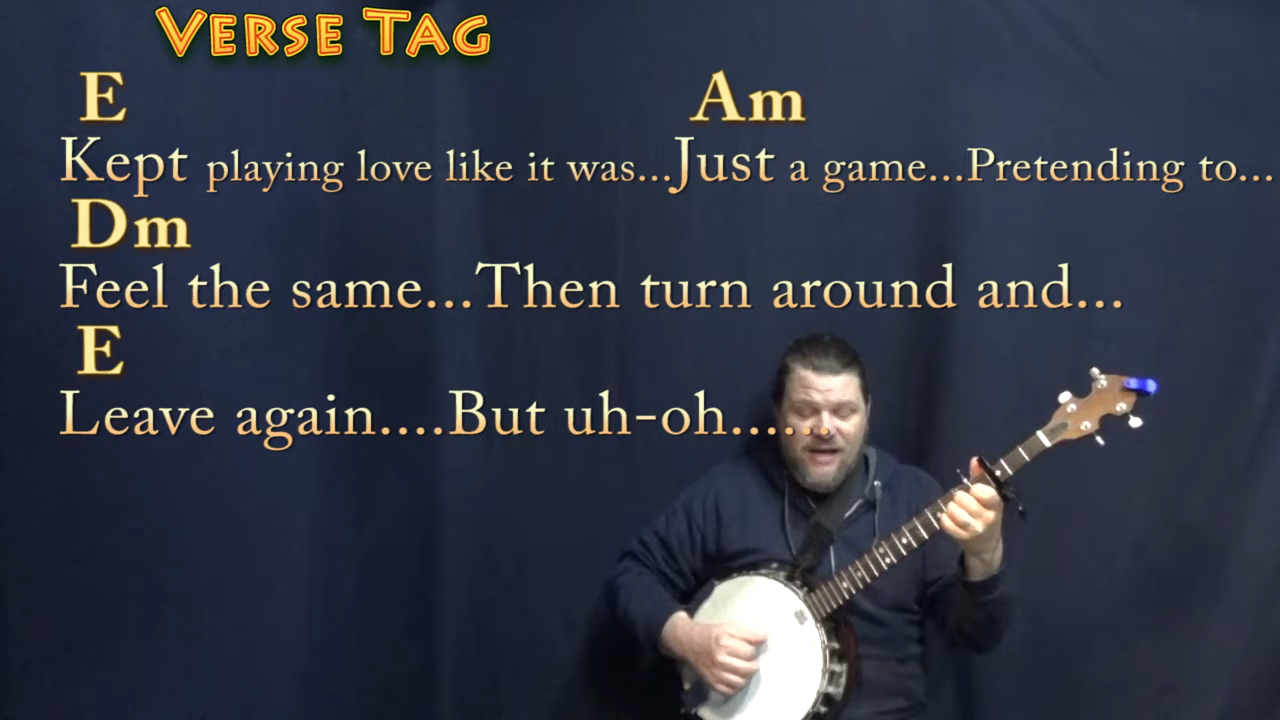 VERSE TAG
E Am
Kept playing love like it was...Just a game...Pretending to...
Dm
Feel the same...Then turn around and...
E
Leave again....But uh-oh......